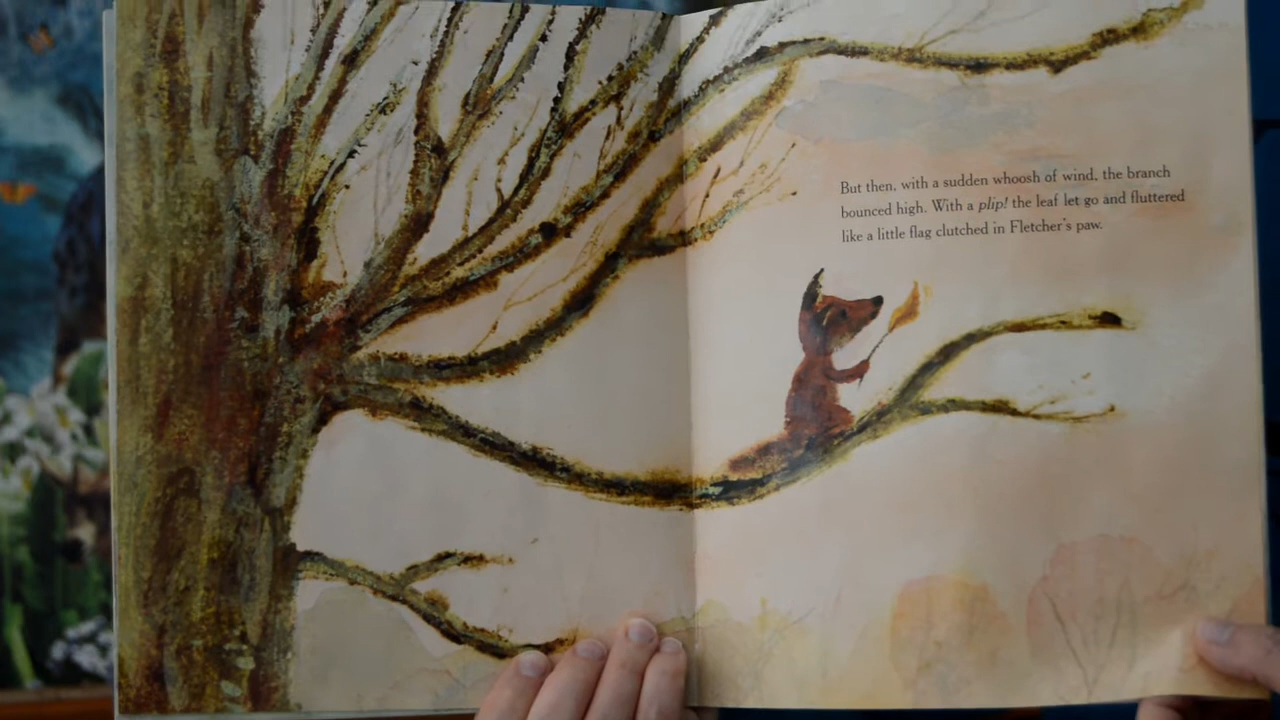 But then, with a sudden whoosh of wind, the branch
bounced high. With a plip! the leaf let go and fluttered
like a little flag clutched in Fletcher's paw.